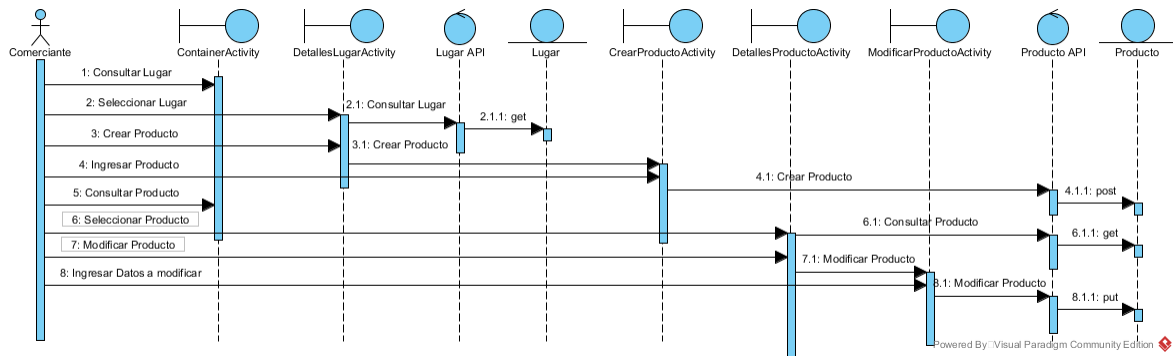 Comerciante
ContainerActivity
DetallesLugarActivity
Lugar API
Lugar
CrearProductoActivity
DetallesProductoActivity
ModificarProductoActivity
Producto API
Producto
1: Consultar Lugar
2: Seleccionar Lugar
2.1: Consultar Lugar
2.1.1: get
3: Crear Producto
3.1: Crear Producto
4: Ingresar Producto
4.1: Crear Producto
4.1.1: post
5: Consultar Producto
6: Seleccionar Producto
6.1: Consultar Producto
6.1.1: get
7: Modificar Producto
7.1: Modificar Producto
8: Ingresar Datos a modificar
8.1: Modificar Producto
8.1.1: put
Powered By Visual Paradigm Community Edition